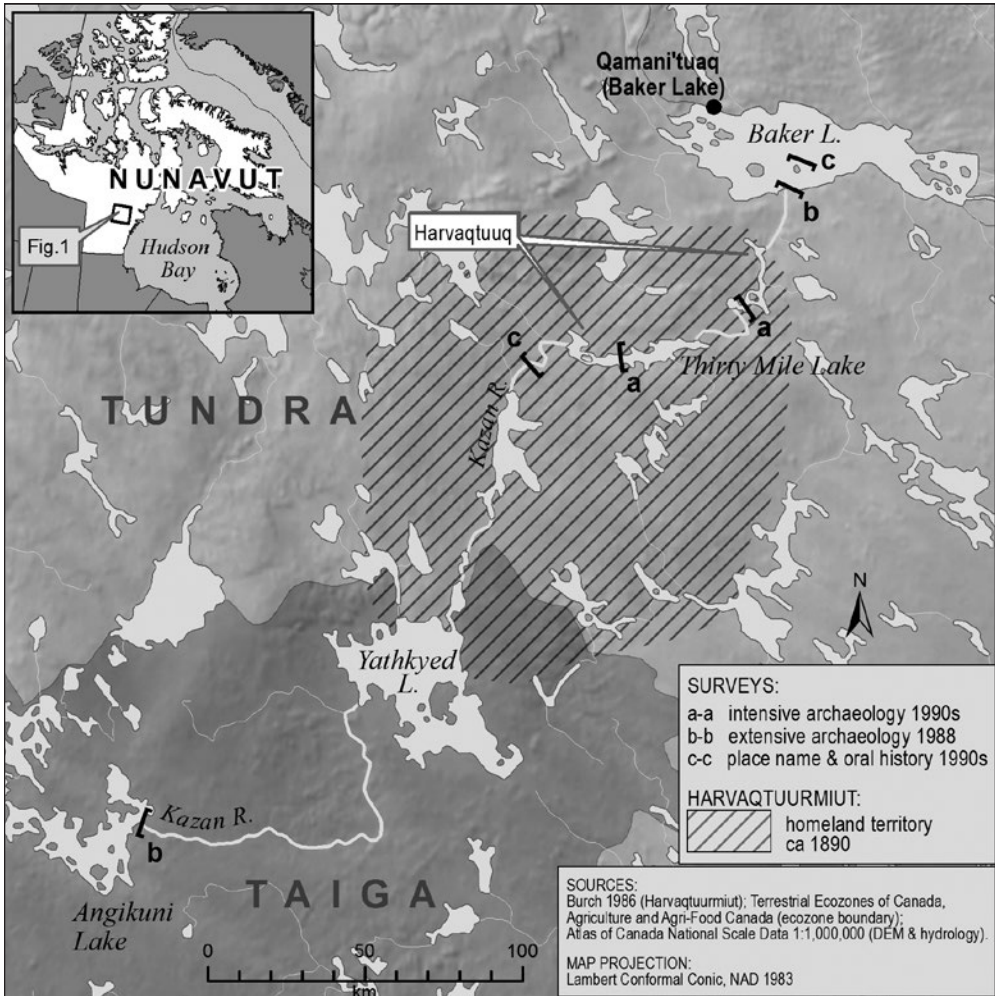 NUNAVUT
Fig.1
Hudson
Bay
Qamani'tuaq
(Baker Lake)
Baker L.
c
b
Harvaqtuuq
a
c
a
Thirty Mile Lake
Kazan R.
TUNDRA
Yathkyed
L.
N
Kazan R.
b
TAIGA
Angikuni
Lake
0 50 100
km
SURVEYS:
a-a intensive archaeology 1990s
b-b extensive archaeology 1988
c-c place name & oral history 1990s
HARVAQTUURMIUT:
homeland territory
ca 1890
SOURCES:
Burch 1986 (Harvaqtuurmiut); Terrestrial Ecozones of Canada,
Agriculture and Agri-Food Canada (ecozone boundary);
Atlas of Canada National Scale Data 1:1,000,000 (DEM & hydrology).
MAP PROJECTION:
Lambert Conformal Conic, NAD 1983